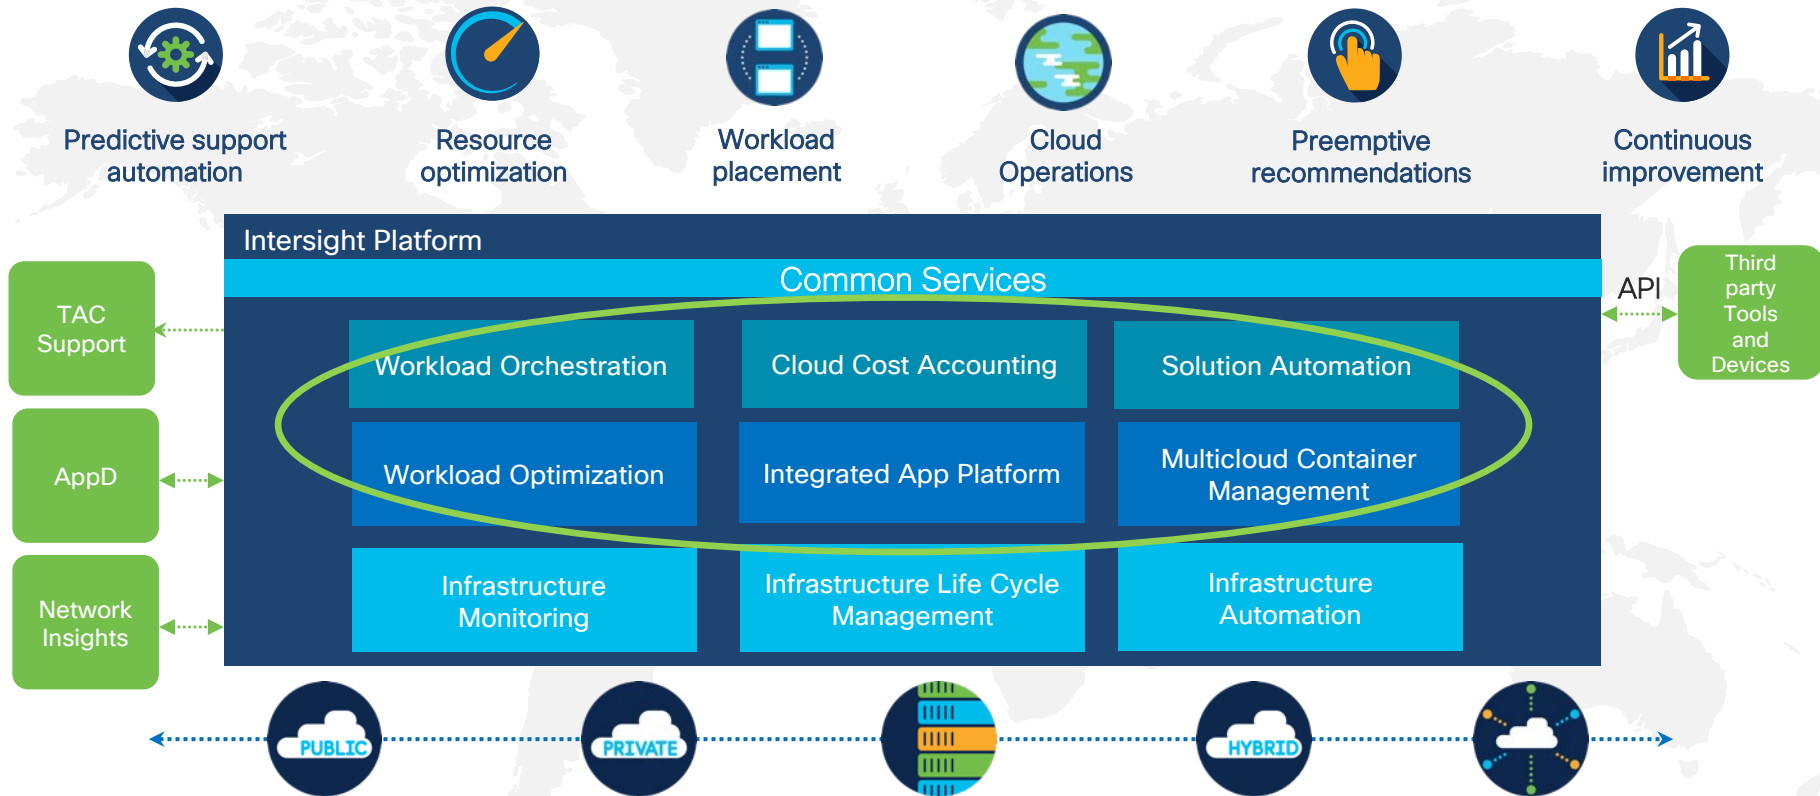 Predictive support
automation
Resource
optimization
Workload
placement
Cloud
Operations
Preemptive
recommendations
Continuous
improvement
Intersight Platform
Common Services
TAC
Support
AppD
Network
Insights
Workload Orchestration
Cloud Cost Accounting
Solution Automation
Workload Optimization
Integrated App Platform
Multicloud Container
Management
Infrastructure
Monitoring
Infrastructure Life Cycle
Management
Infrastructure
Automation
API
Third
party
Tools
and
Devices
PUBLIC
PRIVATE
HYBRID